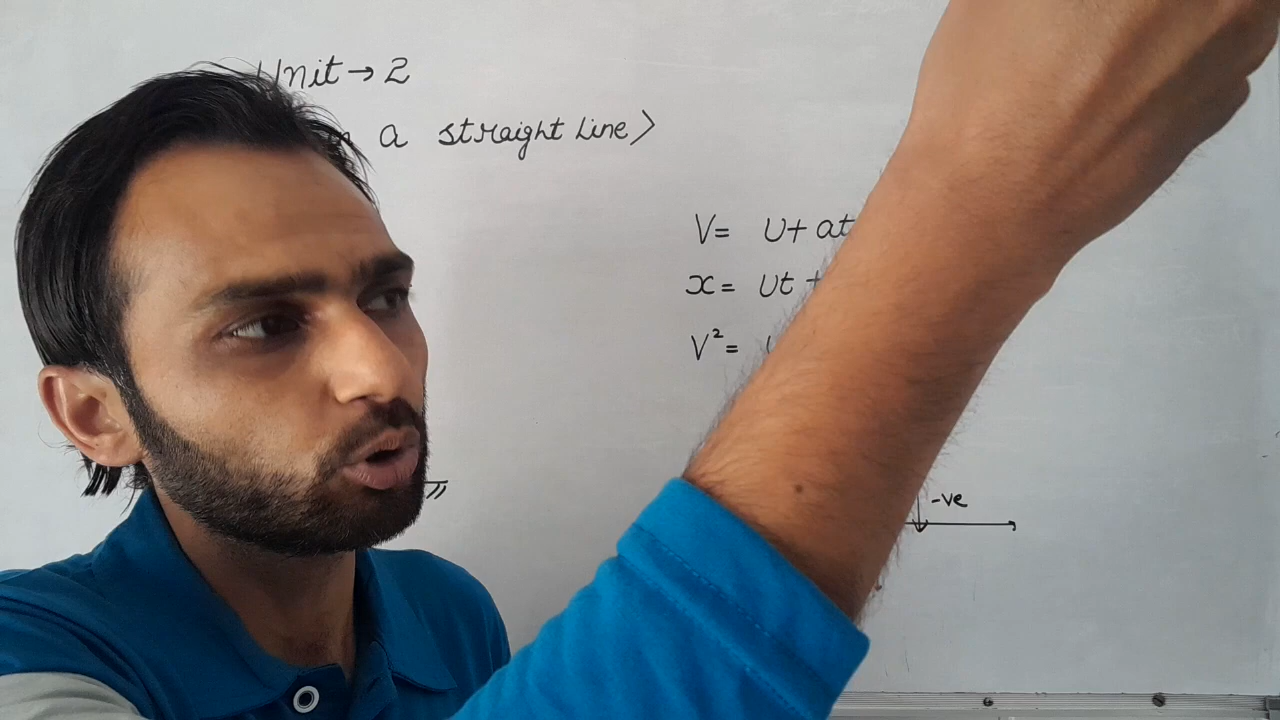 Unit → 2
a straight Line>
V= U+ at
x= Ut +
V²=
-ve